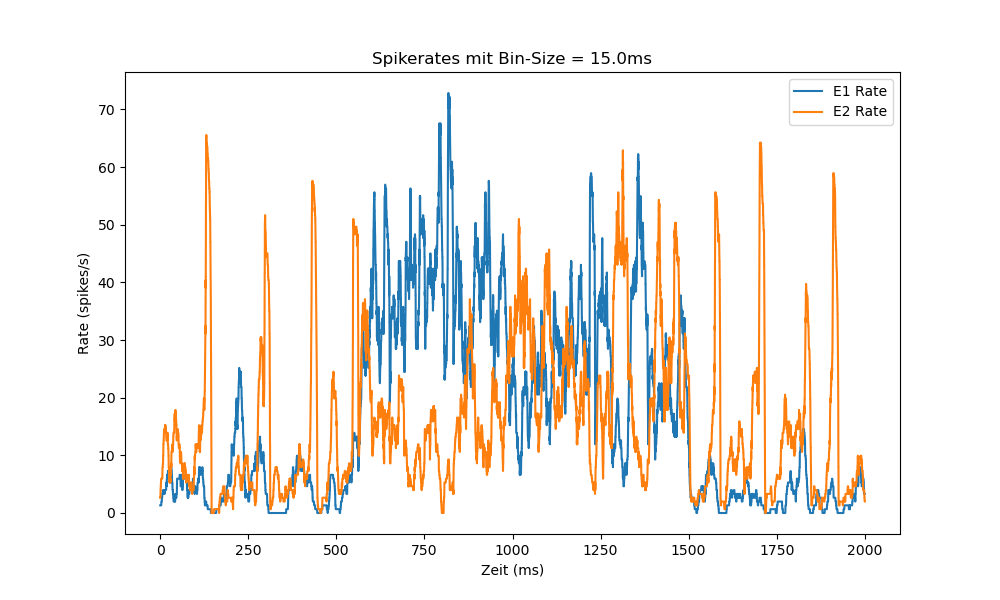 Spikerates mit Bin-Size = 15.0ms
E1 Rate
E2 Rate
70
60
50
40
30
20
10
0
Rate (spikes/s)
0 250 500 750 1000 1250 1500 1750 2000
Zeit (ms)